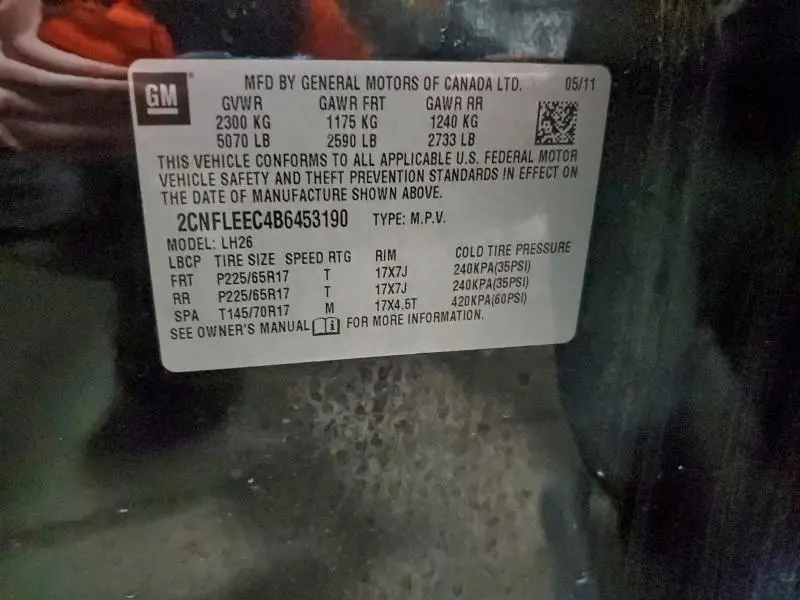 GM
MFD BY GENERAL MOTORS OF CANADA LTD. 05/11
GVWR GAWR FRT GAWR RR
2300 KG 1175 KG 1240 KG
5070 LB 2590 LB 2733 LB
THIS VEHICLE CONFORMS TO ALL APPLICABLE U.S. FEDERAL MOTOR
VEHICLE SAFETY AND THEFT PREVENTION STANDARDS IN EFFECT ON
THE DATE OF MANUFACTURE SHOWN ABOVE.
2CNFLEEC4B6453190 TYPE: M.P.V.
MODEL: LH26
LBCP TIRE SIZE SPEED RTG RIM COLD TIRE PRESSURE
FRT P225/65R17 T 17X7J 240KPA(35PSI)
RR P225/65R17 T 17X7J 240KPA(35PSI)
SPA T145/70R17 M 17X4.5T 420KPA(60PSI)
SEE OWNER'S MANUAL FOR MORE INFORMATION.